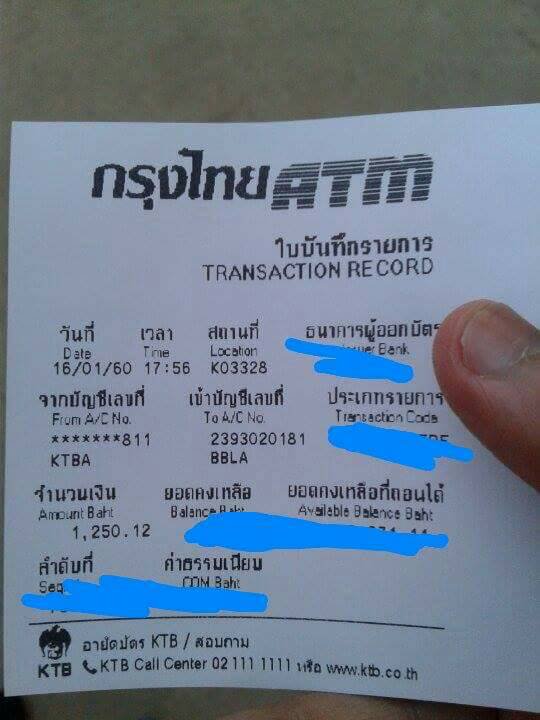 กรุงไทย ATM
ใบบันทึกรายการ
TRANSACTION RECORD
วันที่ เวลา สถานที่ ธนาคารผู้ออกบัตร
Date Time Location Bank
16/01/60 17:56 K03328
จากบัญชีเลขที่ เข้าบัญชีเลขที่ ประเภทรายการ
From A/C No. To A/C No. Transaction Code
*******811 2393020181
KTBA BBLA
จำนวนเงิน ยอดคงเหลือ ยอดคงเหลือที่ถอนได้
Amount Baht Balance Baht Available Balance Baht
1,250.12
ลำดับที่ ค่าธรรมเนียม
COM Baht
อายัดบัตร KTB / สอบถาม
KTB KTB Call Center 02 111 1111 หรือ www.ktb.co.th